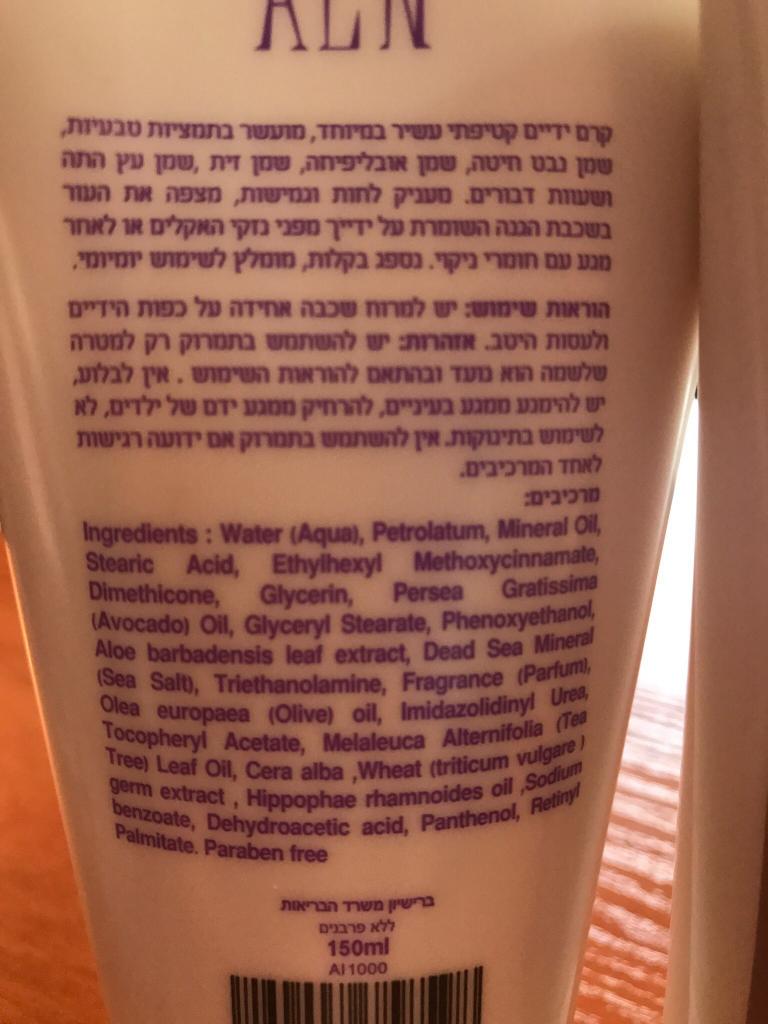 ALN
קרם ידיים קטיפתי עשיר במיוחד, מועשר בתמציות טבעיות,
שמן נבט חיטה, שמן אובליפיחה, שמן זית ,שמן עץ התה
ושעוות דבורים. מעניק לחות וגמישות, מצפה את העור
בשכבת הגנה השומרת על ידייך מפני נזקי האקלים או לאחר
מגע עם חומרי ניקוי. נספג בקלות, מומלץ לשימוש יומיומי.
הוראות שימוש: יש למרוח שכבה אחידה על כפות הידיים
ולעסות היטב. אזהרות: יש להשתמש בתמרוק רק למטרה
שלשמה הוא נועד ובהתאם להוראות השימוש . אין לבלוע,
יש להימנע ממגע בעיניים, להרחיק ממגע ידם של ילדים, לא
לשימוש בתינוקות. אין להשתמש בתמרוק אם ידועה רגישות
לאחד המרכיבים.
מרכיבים:
Ingredients : Water (Aqua), Petrolatum, Mineral Oil,
Stearic Acid, Ethylhexyl Methoxycinnamate,
Dimethicone, Glycerin, Persea Gratissima
(Avocado) Oil, Glyceryl Stearate, Phenoxyethanol,
Aloe barbadensis leaf extract, Dead Sea Mineral
(Sea Salt), Triethanolamine, Fragrance (Parfum),
Olea europaea (Olive) oil, Imidazolidinyl Urea,
Tocopheryl Acetate, Melaleuca Alternifolia (Tea
Tree) Leaf Oil, Cera alba ,Wheat (triticum vulgare )
germ extract , Hippophae rhamnoides oil ,Sodium
benzoate, Dehydroacetic acid, Panthenol, Retinyl
Palmitate. Paraben free
ברישיון משרד הבריאות
ללא פרבנים
150ml
AI1000